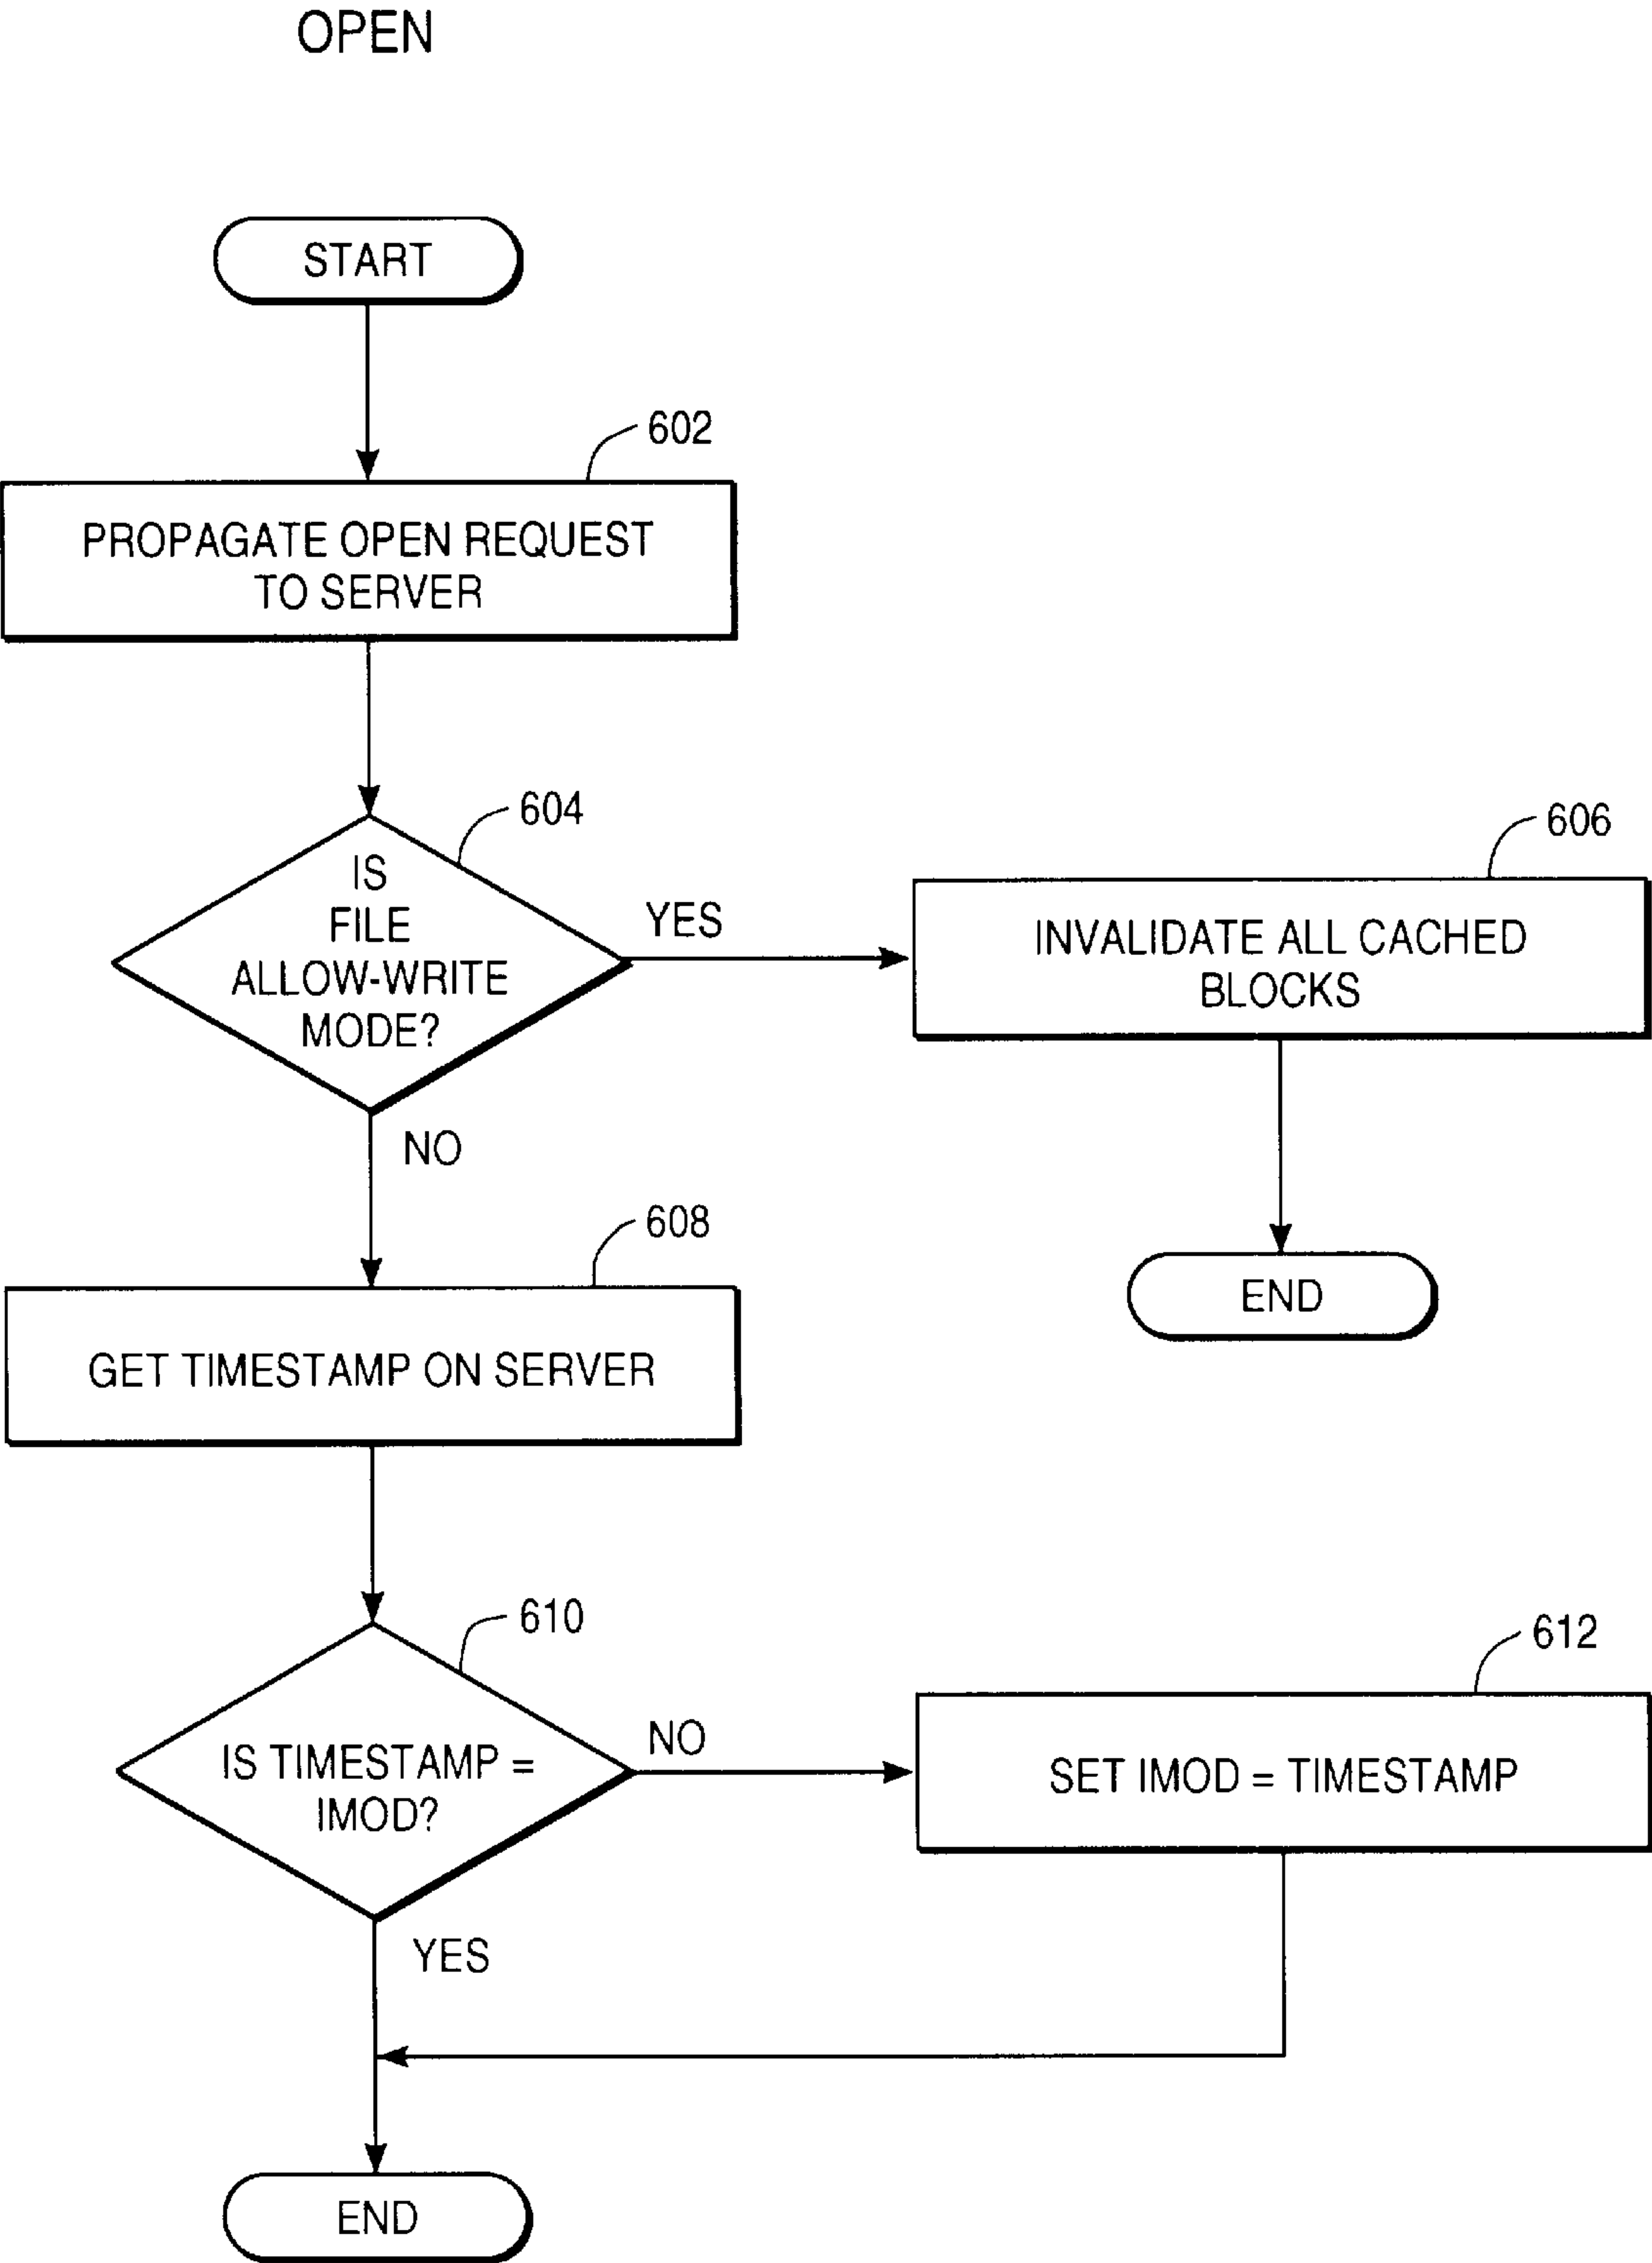 OPEN
START
602
PROPAGATE OPEN REQUEST
TO SERVER
604
IS
FILE
ALLOW-WRITE
MODE?
YES
606
INVALIDATE ALL CACHED
BLOCKS
NO
END
608
GET TIMESTAMP ON SERVER
610
IS TIMESTAMP =
IMOD?
NO
612
SET IMOD = TIMESTAMP
YES
END